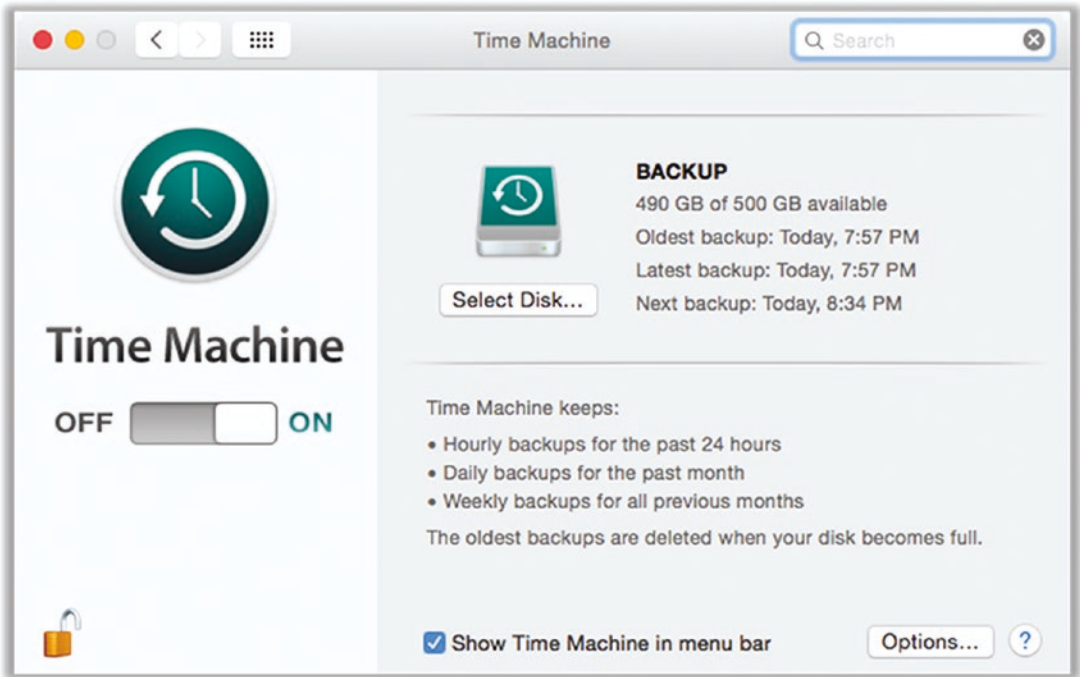 Time Machine
Search
Time Machine
OFF ON
Select Disk...
BACKUP
490 GB of 500 GB available
Oldest backup: Today, 7:57 PM
Latest backup: Today, 7:57 PM
Next backup: Today, 8:34 PM
Time Machine keeps:
• Hourly backups for the past 24 hours
• Daily backups for the past month
• Weekly backups for all previous months
The oldest backups are deleted when your disk becomes full.
Show Time Machine in menu bar
Options...
?